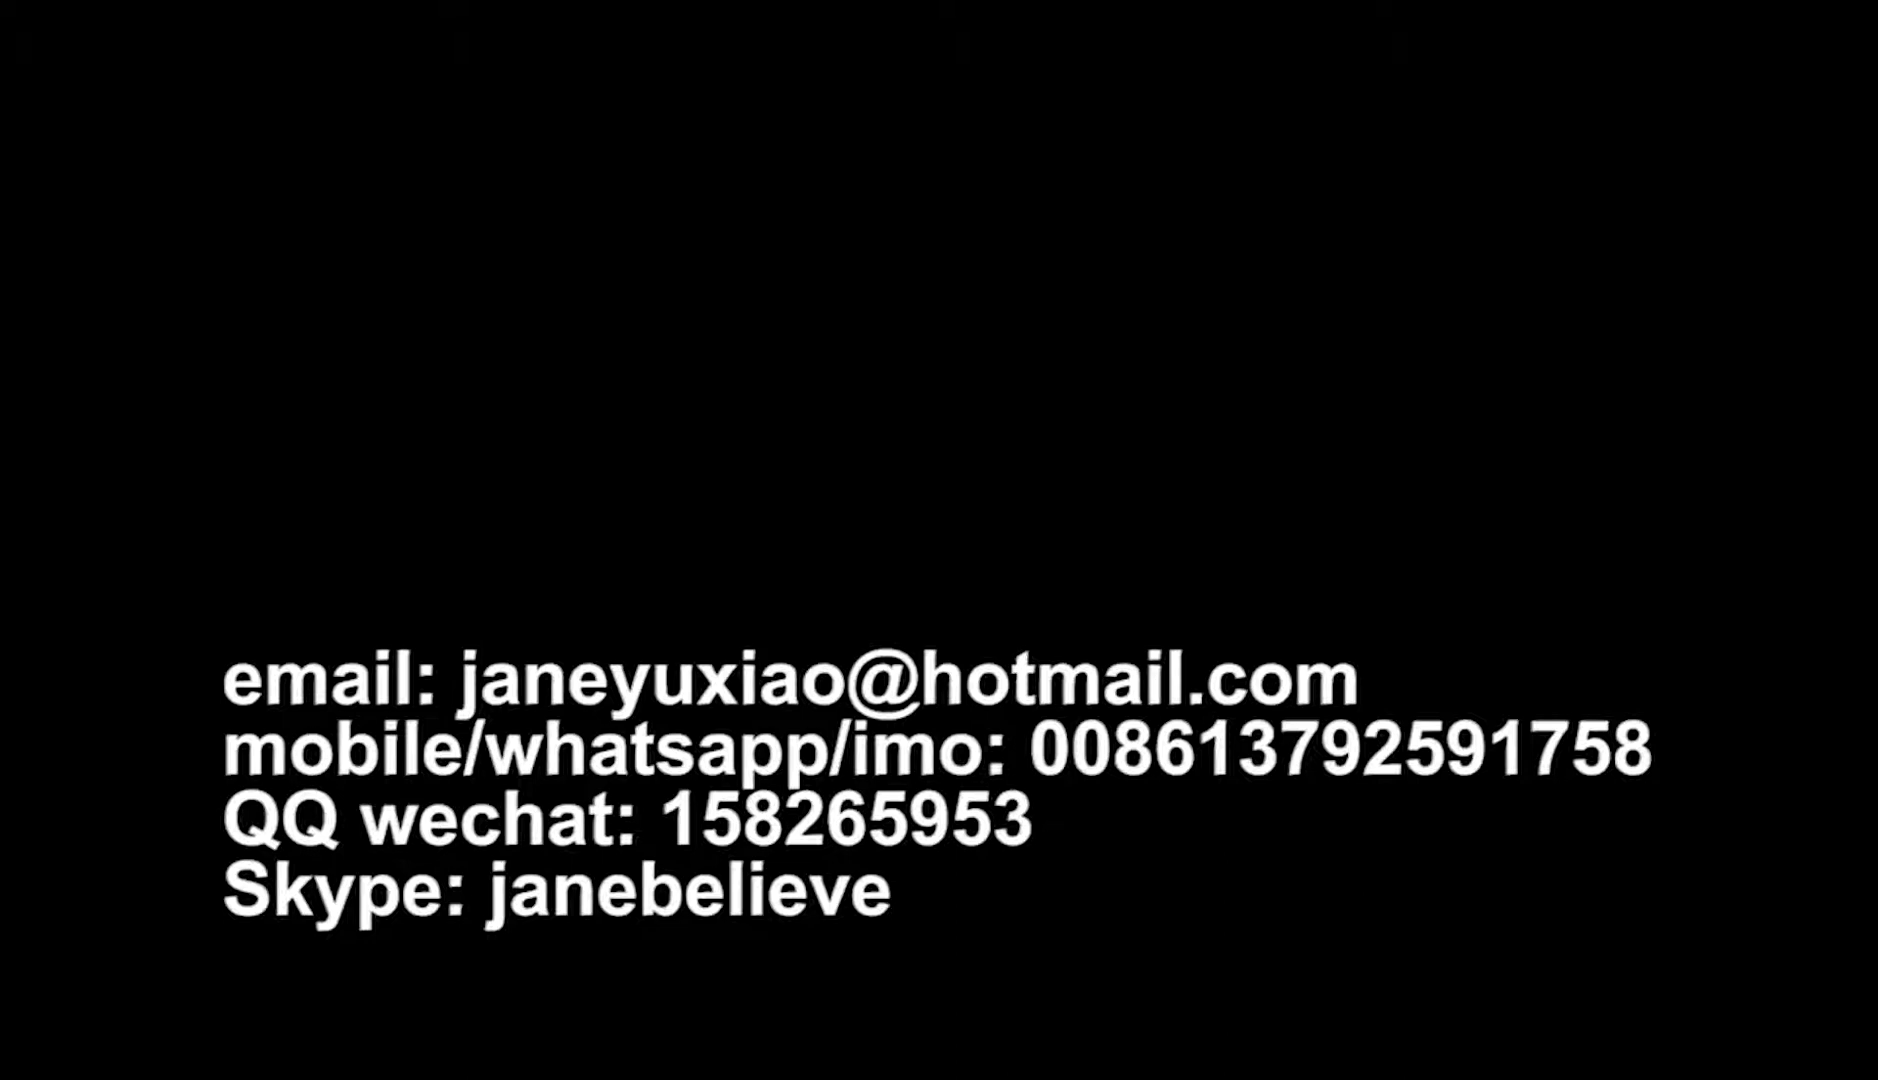 email: janeyuxiao@hotmail.com
mobile/whatsapp/imo: 008613792591758
QQ wechat: 158265953
Skype: janebelieve